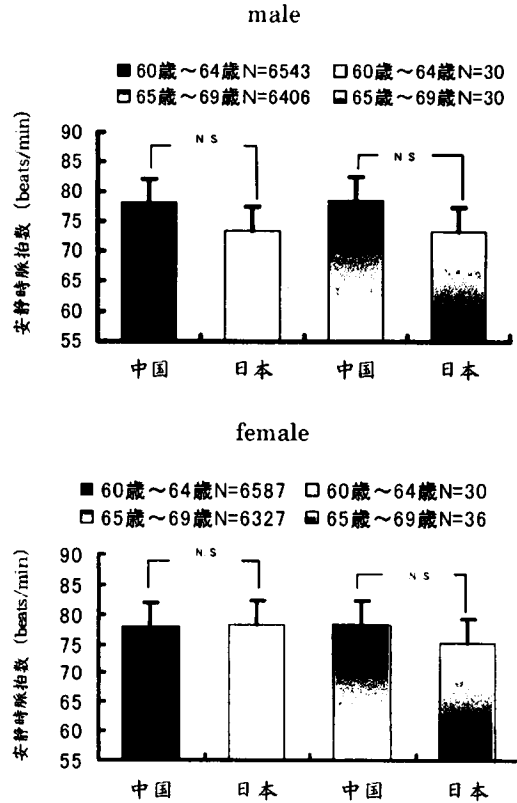 male
■ 60歳～64歳N=6543 □ 60歳～64歳N=30
65歳～69歳N=6406 65歳～69歳N=30
安静時脈拍数 (beats/min)
90
85
80
75
70
65
60
55
NS
NS
中国 日本 中国 日本
female
■ 60歳～64歳N=6587 □ 60歳～64歳N=30
65歳～69歳N=6327 65歳～69歳N=36
安静時脈拍数 (beats/min)
90
85
80
75
70
65
60
55
N.S
N S
中国 日本 中国 日本